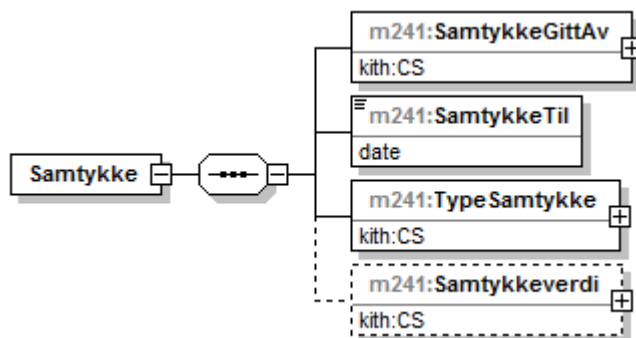 m241:SamtykkeGittAv
kith:CS
m241:SamtykkeTil
date
Samtykke
m241:TypeSamtykke
kith:CS
m241:Samtykkeverdi
kith:CS